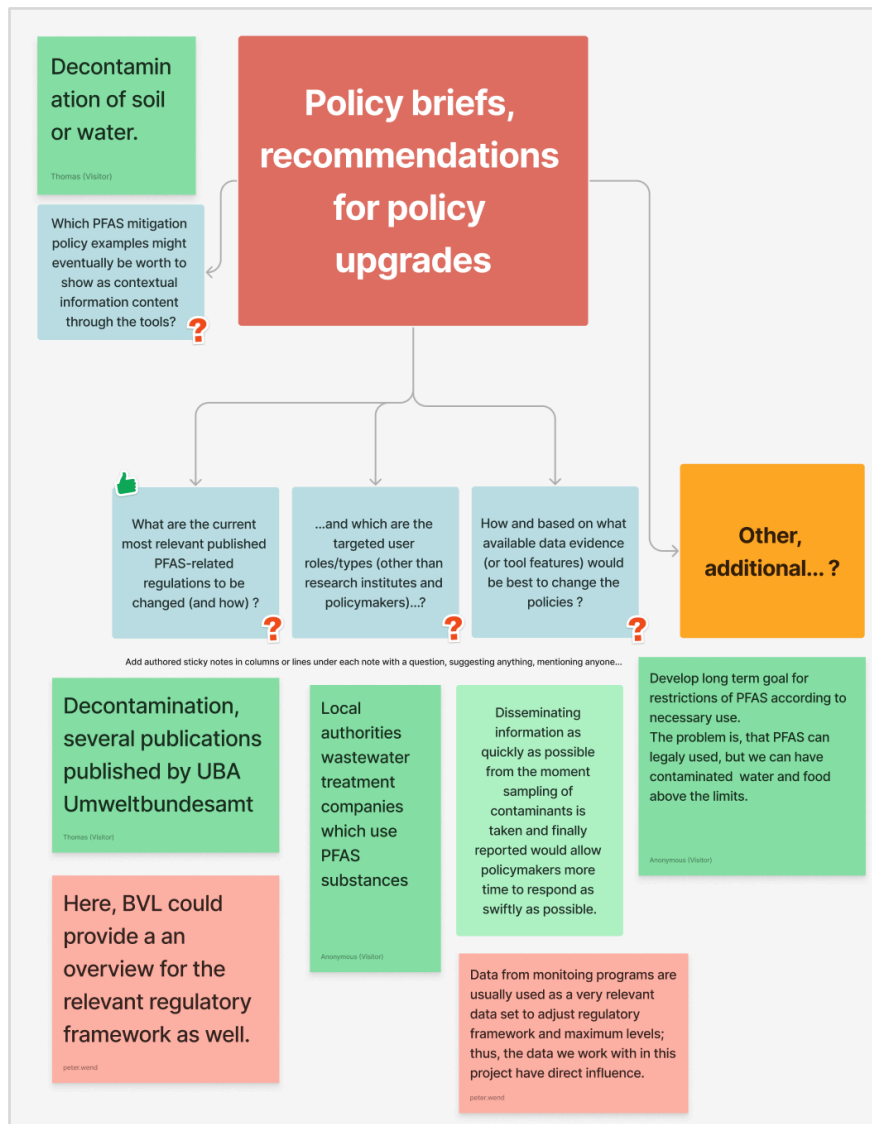 Decontamin
ation of soil
or water.
Thomas (Visitor)
Policy briefs,
recommendations
for policy
upgrades
Which PFAS mitigation
policy examples might
eventually be worth to
show as contextual
information content
through the tools?
?
What are the current
most relevant published
PFAS-related
regulations to be
changed (and how) ?
?
...and which are the
targeted user
roles/types (other than
research institutes and
policymakers)...?
?
How and based on what
available data evidence
(or tool features) would
be best to change the
policies ?
?
Other,
additional... ?
Add authored sticky notes in columns or lines under each note with a question, suggesting anything, mentioning anyone...
Decontamination,
several publications
published by UBA
Umweltbundesamt
Thomas (Visitor)
Here, BVL could
provide a an
overview for the
relevant regulatory
framework as well.
peter.wend
Local
authorities
wastewater
treatment
companies
which use
PFAS
substances
Anonymous (Visitor)
Disseminating
information as
quickly as possible
from the moment
sampling of
contaminants is
taken and finally
reported would allow
policymakers more
time to respond as
swiftly as possible.
Data from monitoing programs are
usually used as a very relevant
data set to adjust regulatory
framework and maximum levels;
thus, the data we work with in this
project have direct influence.
peter.wend
Develop long term goal for
restrictions of PFAS according to
necessary use.
The problem is, that PFAS can
legaly used, but we can have
contaminated water and food
above the limits.
Anonymous (Visitor)